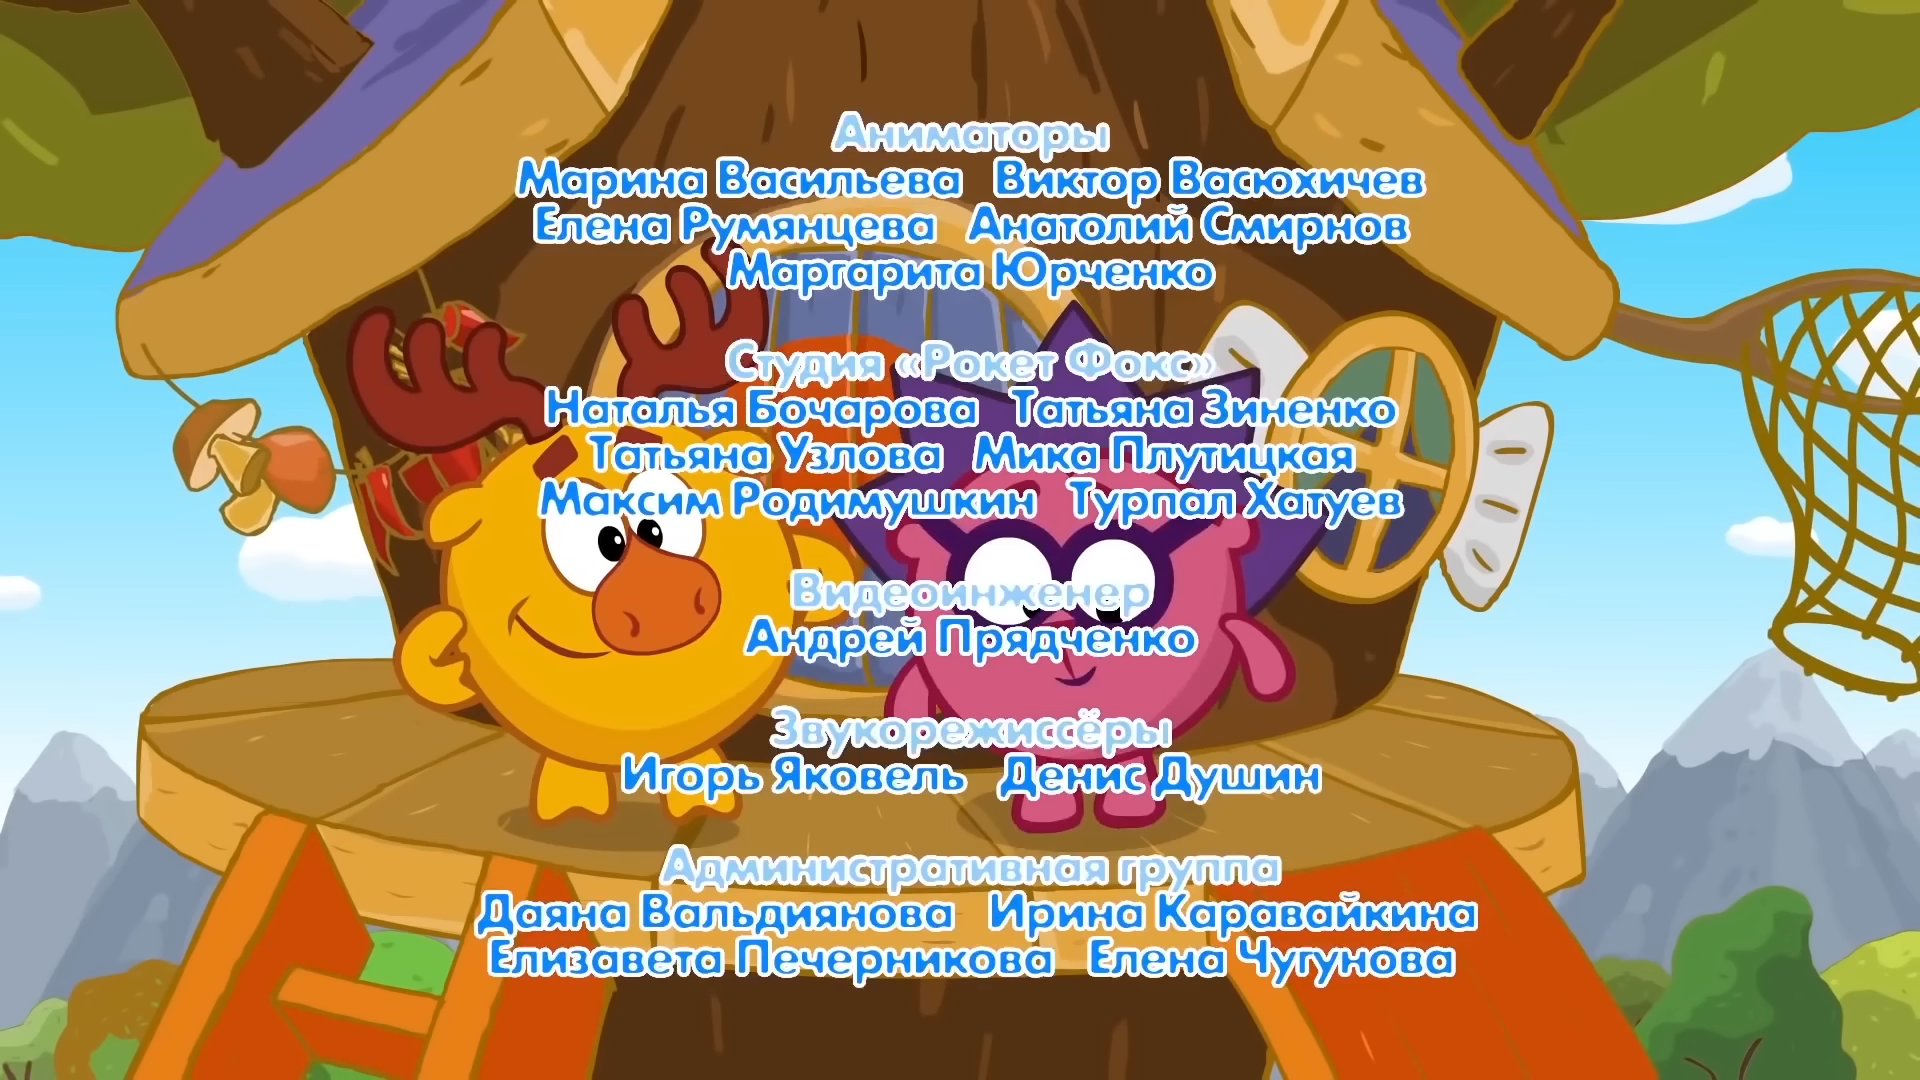 Аниматоры
Марина Васильева Виктор Васюхичев
Елена Румянцева Анатолий Смирнов
Маргарита Юрченко
Студия «Рокет Фокс»
Наталья Бочарова Татьяна Зиненко
Татьяна Узлова Мика Плутицкая
Максим Родимушкин Турпал Хатуев
Видеоинженер
Андрей Прядченко
Звукорежиссёры
Игорь Яковель Денис Душин
Административная группа
Даяна Вальдиянова Ирина Каравайкина
Елизавета Печерникова Елена Чугунова